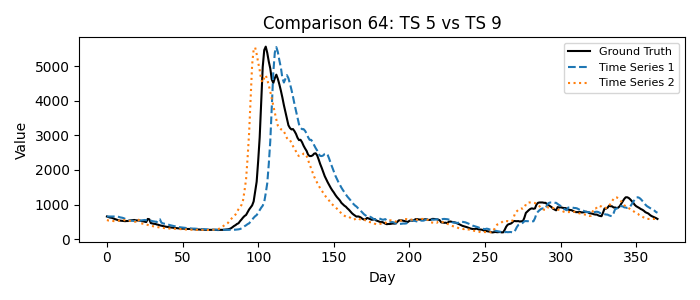 Comparison 64: TS 5 vs TS 9
Ground Truth
Time Series 1
Time Series 2
Value
5000
4000
3000
2000
1000
0
0 50 100 150 200 250 300 350
Day